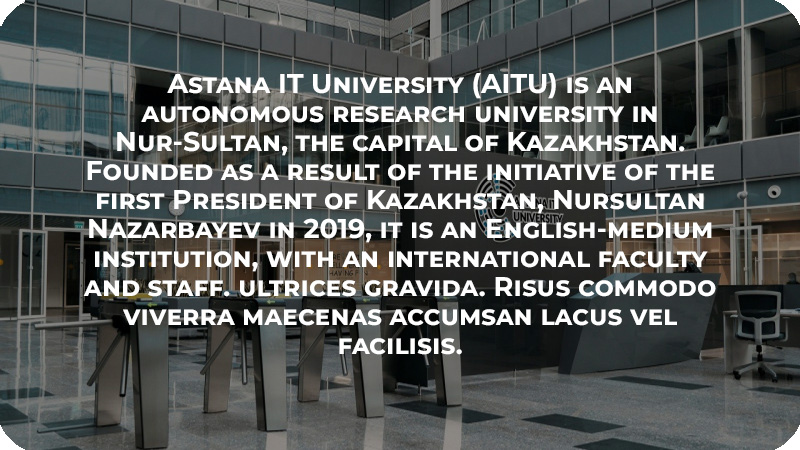 Astana IT University (AITU) is an
autonomous research university in
Nur-Sultan, the capital of Kazakhstan.
Founded as a result of the initiative of the
first President of Kazakhstan, Nursultan
Nazarbayev in 2019, it is an English-medium
institution, with an international faculty
and staff. ultrices gravida. Risus commodo
viverra maecenas accumsan lacus vel
facilisis.
UNIVERSITY